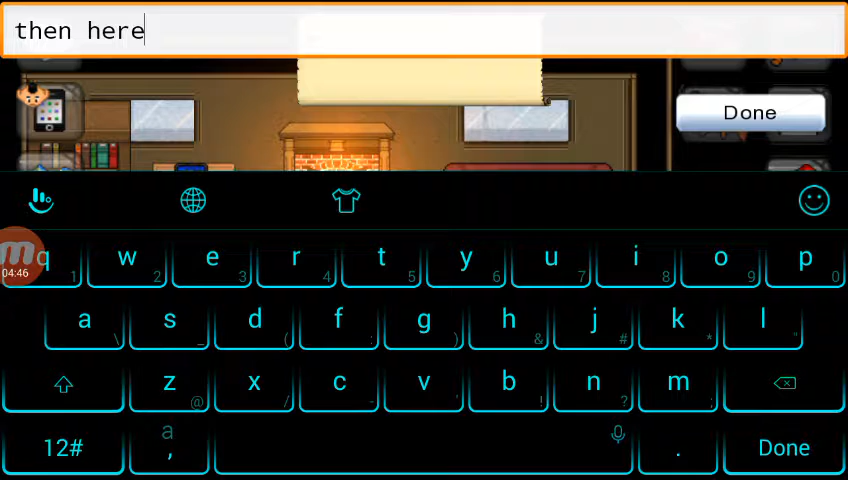 then here
Done
04:46
q 1 w 2 e 3 r 4 t 5 y 6 u 7 i 8 o 9 p 0
a \ s _ d ( f : g ) h & j # k * l "
z @ x / c - v ' b ! n ? m ;
12# a , . Done